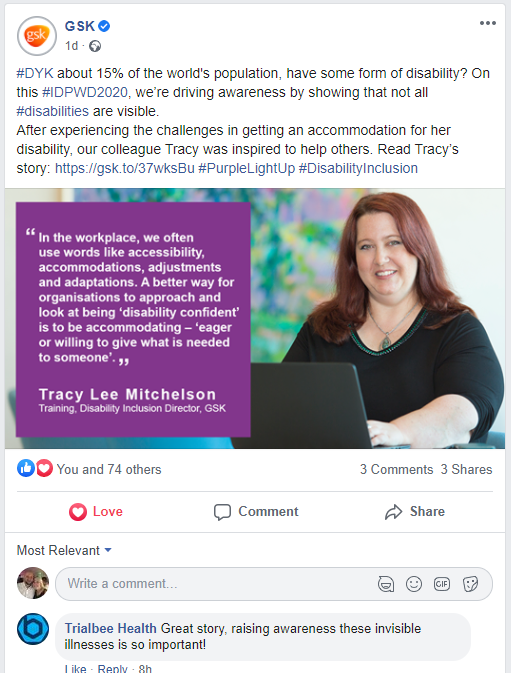 gsk
GSK
1d ·
#DYK about 15% of the world's population, have some form of disability? On
this #IDPWD2020, we're driving awareness by showing that not all
#disabilities are visible.
After experiencing the challenges in getting an accommodation for her
disability, our colleague Tracy was inspired to help others. Read Tracy's
story: https://gsk.to/37wksBu #PurpleLightUp #DisabilityInclusion
“ In the workplace, we often
use words like accessibility,
accommodations, adjustments
and adaptations. A better way for
organisations to approach and
look at being ‘disability confident’
is to be accommodating – ‘eager
or willing to give what is needed
to someone’. ”
Tracy Lee Mitchelson
Training, Disability Inclusion Director, GSK
You and 74 others
3 Comments 3 Shares
Love
Comment
Share
Most Relevant
Write a comment...
GIF
Trialbee Health Great story, raising awareness these invisible
illnesses is so important!
Like · Reply · 8h